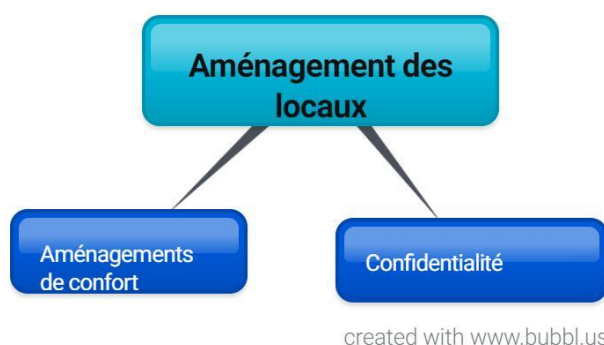 Aménagement des
locaux
Aménagements
de confort
Confidentialité
created with www.bubbl.us